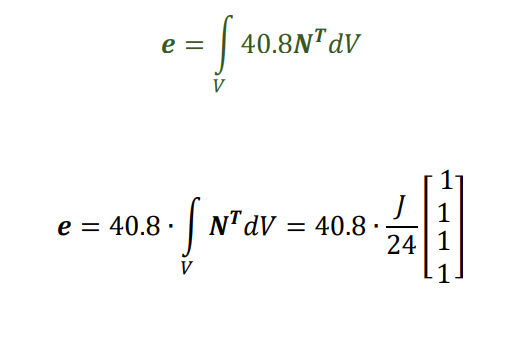 e = ∫_V 40.8N^T dV
e = 40.8 · ∫_V N^T dV = 40.8 · J/24 [1 1 1 1]